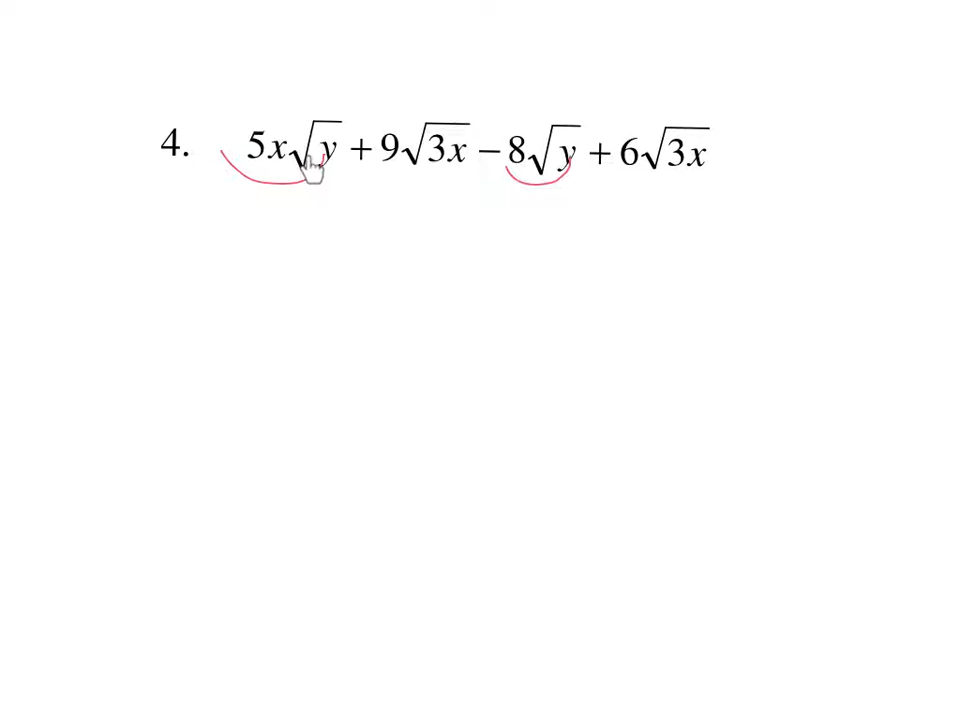 4. 5x√y + 9√3x − 8√y + 6√3x